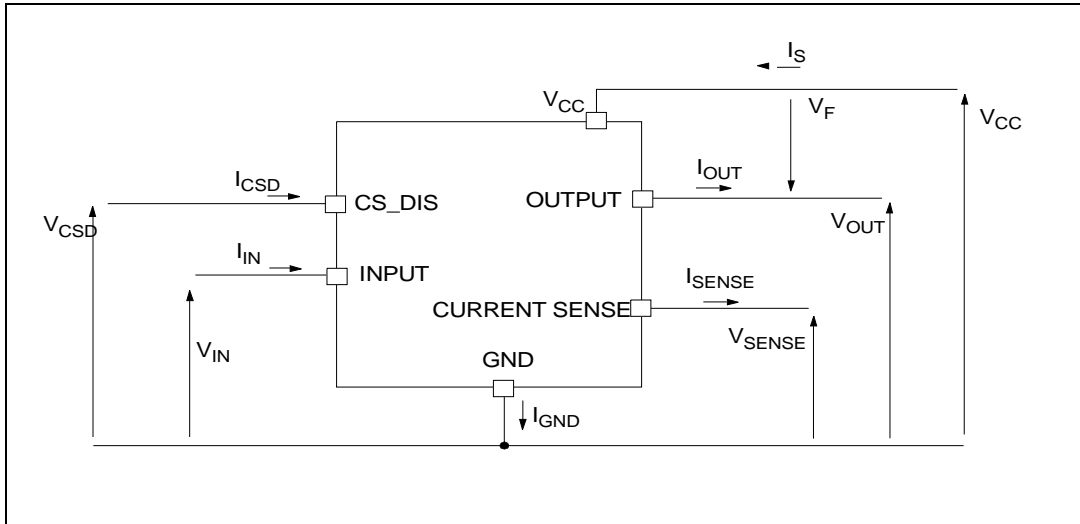 I_S
V_CC
V_F
V_CC
I_CSD
I_OUT
CS_DIS
OUTPUT
V_CSD
V_OUT
I_IN
INPUT
I_SENSE
CURRENT SENSE
V_IN
V_SENSE
GND
I_GND